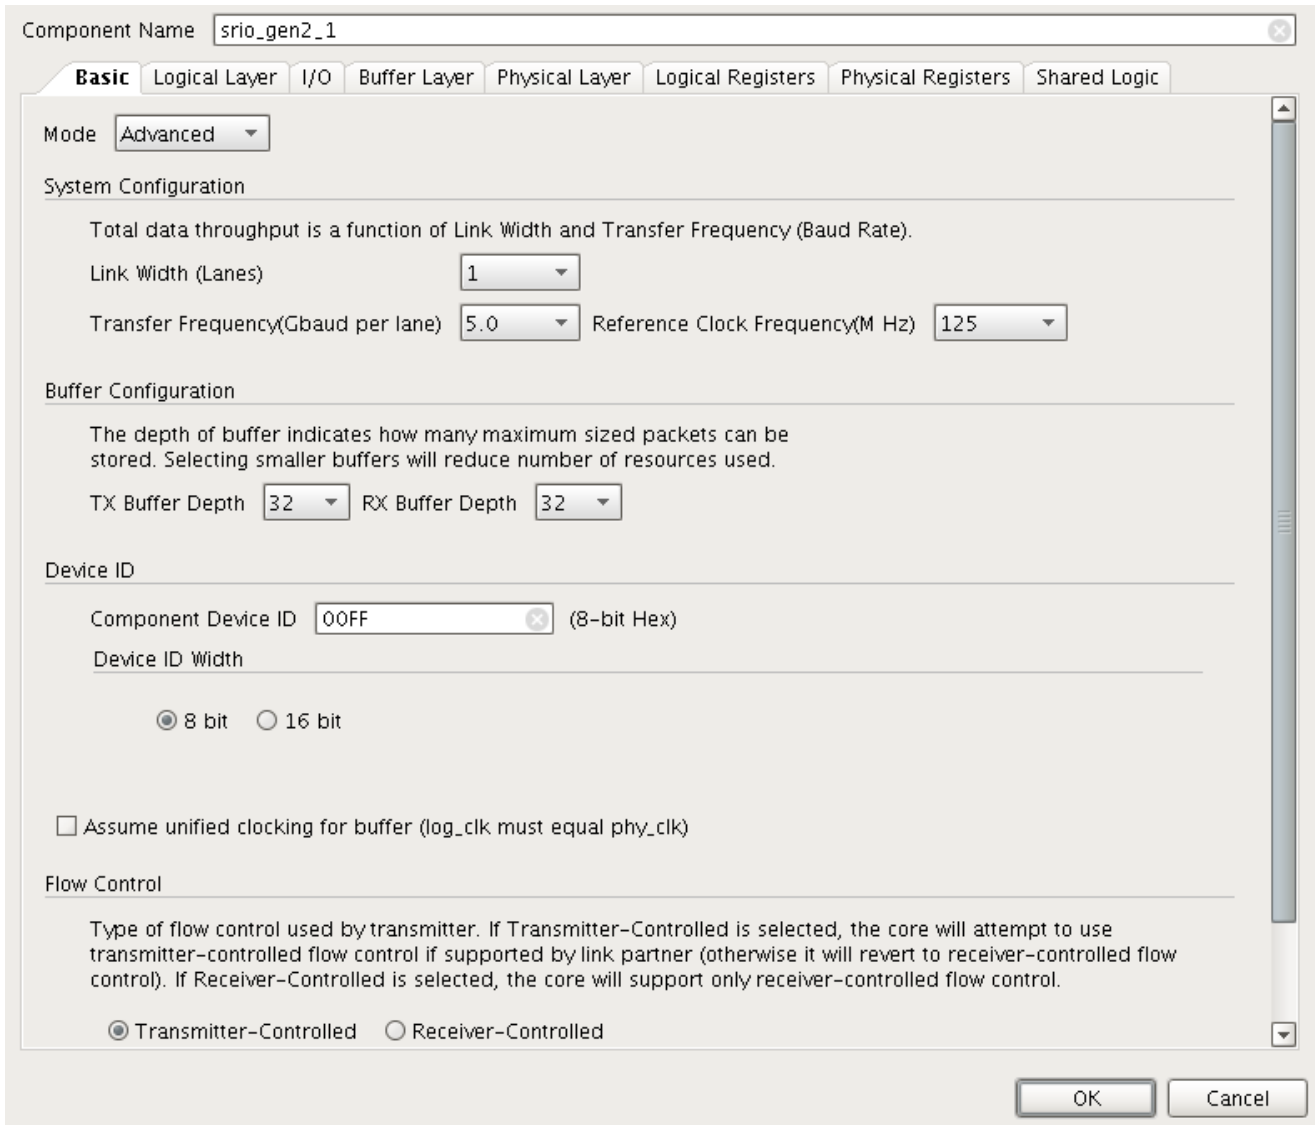 Component Name srio_gen2_1
Basic Logical Layer I/O Buffer Layer Physical Layer Logical Registers Physical Registers Shared Logic
Mode Advanced
System Configuration
Total data throughput is a function of Link Width and Transfer Frequency (Baud Rate).
Link Width (Lanes) 1
Transfer Frequency(Gbaud per lane) 5.0 Reference Clock Frequency(M Hz) 125
Buffer Configuration
The depth of buffer indicates how many maximum sized packets can be
stored. Selecting smaller buffers will reduce number of resources used.
TX Buffer Depth 32 RX Buffer Depth 32
Device ID
Component Device ID 00FF (8-bit Hex)
Device ID Width
8 bit 16 bit
Assume unified clocking for buffer (log_clk must equal phy_clk)
Flow Control
Type of flow control used by transmitter. If Transmitter-Controlled is selected, the core will attempt to use
transmitter-controlled flow control if supported by link partner (otherwise it will revert to receiver-controlled flow
control). If Receiver-Controlled is selected, the core will support only receiver-controlled flow control.
Transmitter-Controlled Receiver-Controlled
OK Cancel